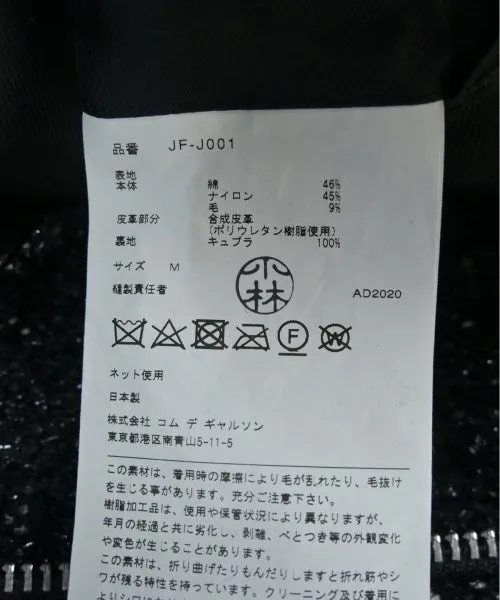 品番 JF-J001
表地
本体 綿 46%
ナイロン 45%
毛 9%
皮革部分 合成皮革
(ポリウレタン樹脂使用)
裏地 キュプラ 100%
サイズ M
縫製責任者 小林 AD2020
F W
ネット使用
日本製
株式会社 コム デ ギャルソン
東京都港区南青山5-11-5
この素材は、着用時の摩擦により毛が乱れたり、毛抜け
を生じる事があります。充分ご注意下さい。
樹脂加工品は、使用や保管状況により異なりますが、
年月の経過と共に劣化し、剥離、べとつき等の外観変化
や変色が生じることがあります。
この素材は、折り曲げたりもんだりしますと折れ筋やシ
ワが残る特性を持っています。クリーニング及び着用に
よりシワに